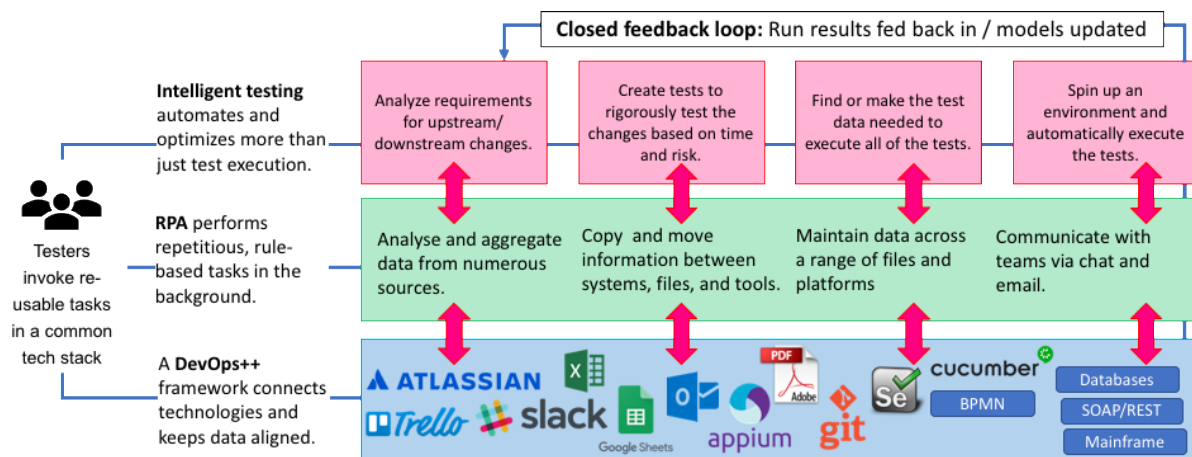 Closed feedback loop: Run results fed back in / models updated
Intelligent testing
automates and
optimizes more than
just test execution.
Analyze requirements
for upstream/
downstream changes.
Create tests to
rigorously test the
changes based on time
and risk.
Find or make the test
data needed to
execute all of the tests.
Spin up an
environment and
automatically execute
the tests.
Testers
invoke re-
usable tasks
in a common
tech stack
RPA performs
repetitious, rule-
based tasks in the
background.
Analyse and aggregate
data from numerous
sources.
Copy and move
information between
systems, files, and tools.
Maintain data across
a range of files and
platforms
Communicate with
teams via chat and
email.
A DevOps++
framework connects
technologies and
keeps data aligned.
ATLASSIAN
Trello
X
slack
Google Sheets
O
appium
PDF
Adobe
git
Se
cucumber
BPMN
Databases
SOAP/REST
Mainframe